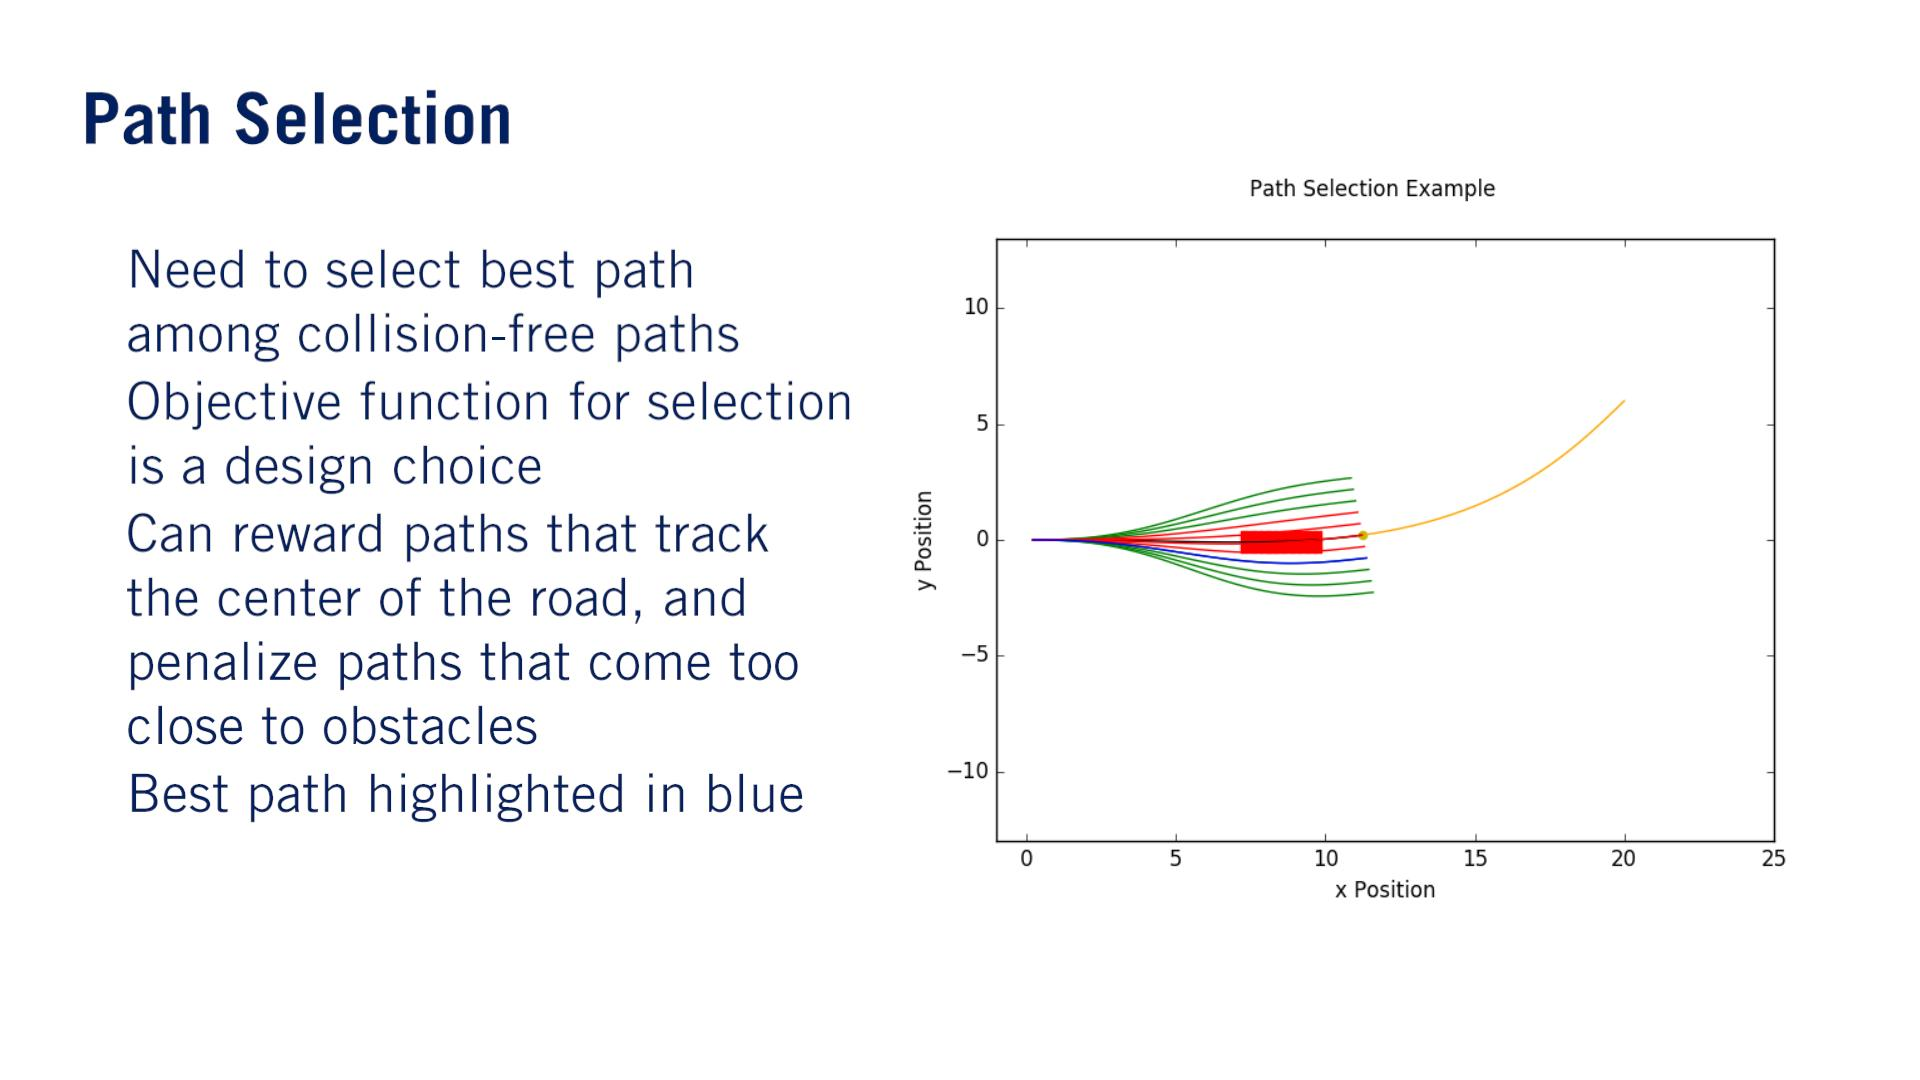 Path Selection
Need to select best path
among collision-free paths
Objective function for selection
is a design choice
Can reward paths that track
the center of the road, and
penalize paths that come too
close to obstacles
Best path highlighted in blue
Path Selection Example
10
5
0
−5
−10
y Position
0 5 10 15 20 25
x Position